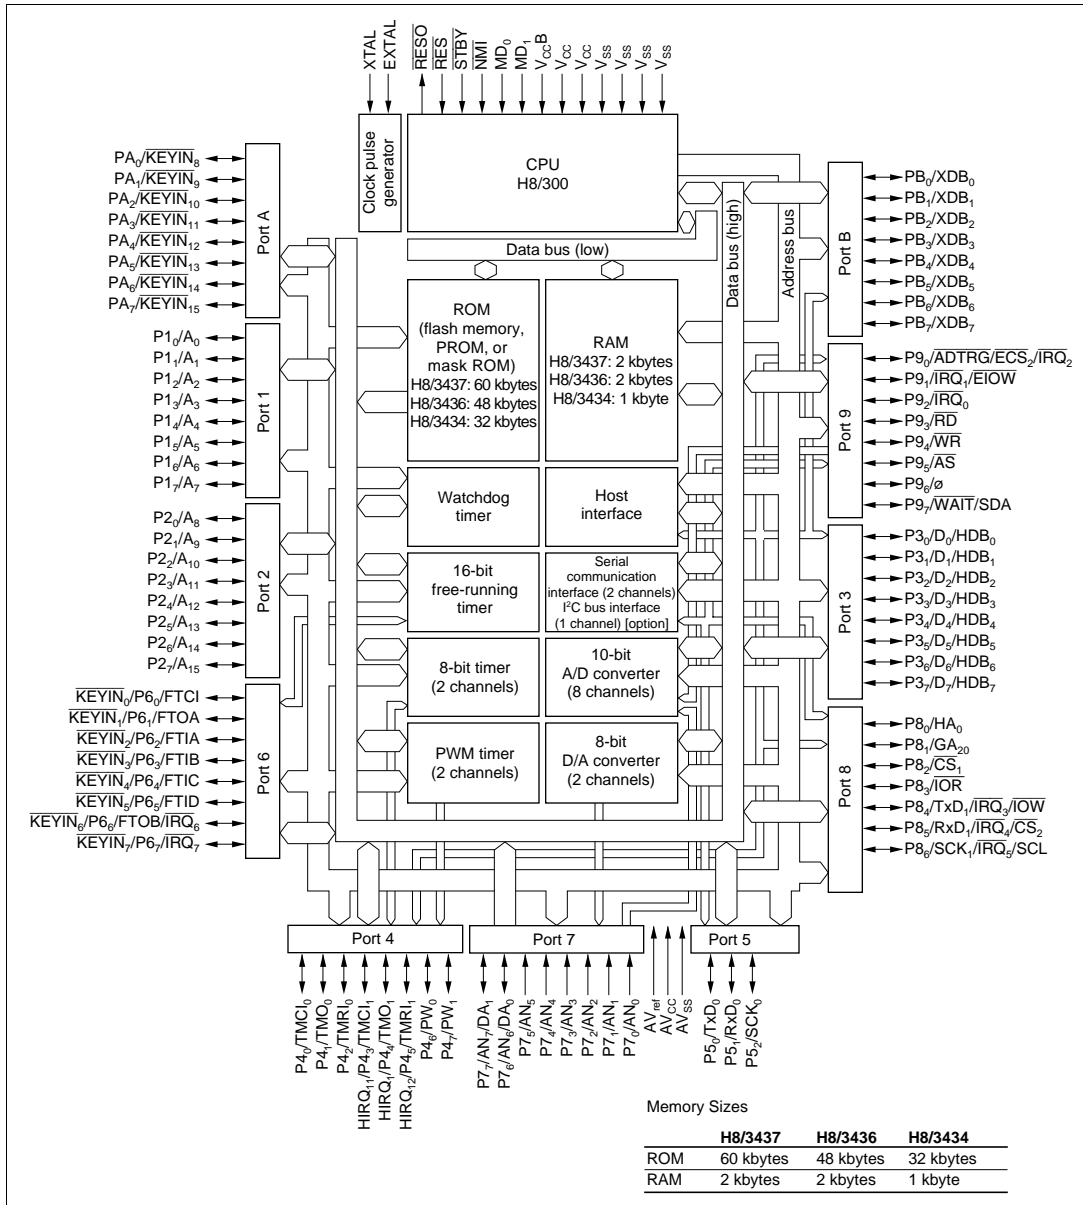 XTAL
EXTAL
RESO
RES
STBY
NMI
MD0
MD1
VCCB
VCC
VCC
VSS
VSS
VSS
VSS
Clock pulse
generator
CPU
H8/300
Data bus (low)
Data bus (high)
Address bus
PA0/KEYIN8
PA1/KEYIN9
PA2/KEYIN10
PA3/KEYIN11
PA4/KEYIN12
PA5/KEYIN13
PA6/KEYIN14
PA7/KEYIN15
Port A
P10/A0
P11/A1
P12/A2
P13/A3
P14/A4
P15/A5
P16/A6
P17/A7
Port 1
P20/A8
P21/A9
P22/A10
P23/A11
P24/A12
P25/A13
P26/A14
P27/A15
Port 2
KEYIN0/P60/FTCI
KEYIN1/P61/FTOA
KEYIN2/P62/FTIA
KEYIN3/P63/FTIB
KEYIN4/P64/FTIC
KEYIN5/P65/FTID
KEYIN6/P66/FTOB/IRQ6
KEYIN7/P67/IRQ7
Port 6
ROM
(flash memory,
PROM, or
mask ROM)
H8/3437: 60 kbytes
H8/3436: 48 kbytes
H8/3434: 32 kbytes
RAM
H8/3437: 2 kbytes
H8/3436: 2 kbytes
H8/3434: 1 kbyte
Watchdog
timer
Host
interface
16-bit
free-running
timer
Serial
communication
interface (2 channels)
I2C bus interface
(1 channel) [option]
8-bit timer
(2 channels)
10-bit
A/D converter
(8 channels)
PWM timer
(2 channels)
8-bit
D/A converter
(2 channels)
Port B
PB0/XDB0
PB1/XDB1
PB2/XDB2
PB3/XDB3
PB4/XDB4
PB5/XDB5
PB6/XDB6
PB7/XDB7
Port 9
P90/ADTRG/ECS2/IRQ2
P91/IRQ1/EIOW
P92/IRQ0
P93/RD
P94/WR
P95/AS
P96/ø
P97/WAIT/SDA
Port 3
P30/D0/HDB0
P31/D1/HDB1
P32/D2/HDB2
P33/D3/HDB3
P34/D4/HDB4
P35/D5/HDB5
P36/D6/HDB6
P37/D7/HDB7
Port 8
P80/HA0
P81/GA20
P82/CS1
P83/IOR
P84/TxD1/IRQ3/IOW
P85/RxD1/IRQ4/CS2
P86/SCK1/IRQ5/SCL
Port 4
Port 7
Port 5
P40/TMCI0
P41/TMO0
P42/TMRI0
HIRQ11/P43/TMCI1
HIRQ1/P44/TMO1
HIRQ12/P45/TMRI1
P46/PW0
P47/PW1
P77/AN7/DA1
P76/AN6/DA0
P75/AN5
P74/AN4
P73/AN3
P72/AN2
P71/AN1
P70/AN0
AVref
AVCC
AVSS
P50/TxD0
P51/RxD0
P52/SCK0
Memory Sizes
H8/3437 H8/3436 H8/3434
ROM 60 kbytes 48 kbytes 32 kbytes
RAM 2 kbytes 2 kbytes 1 kbyte